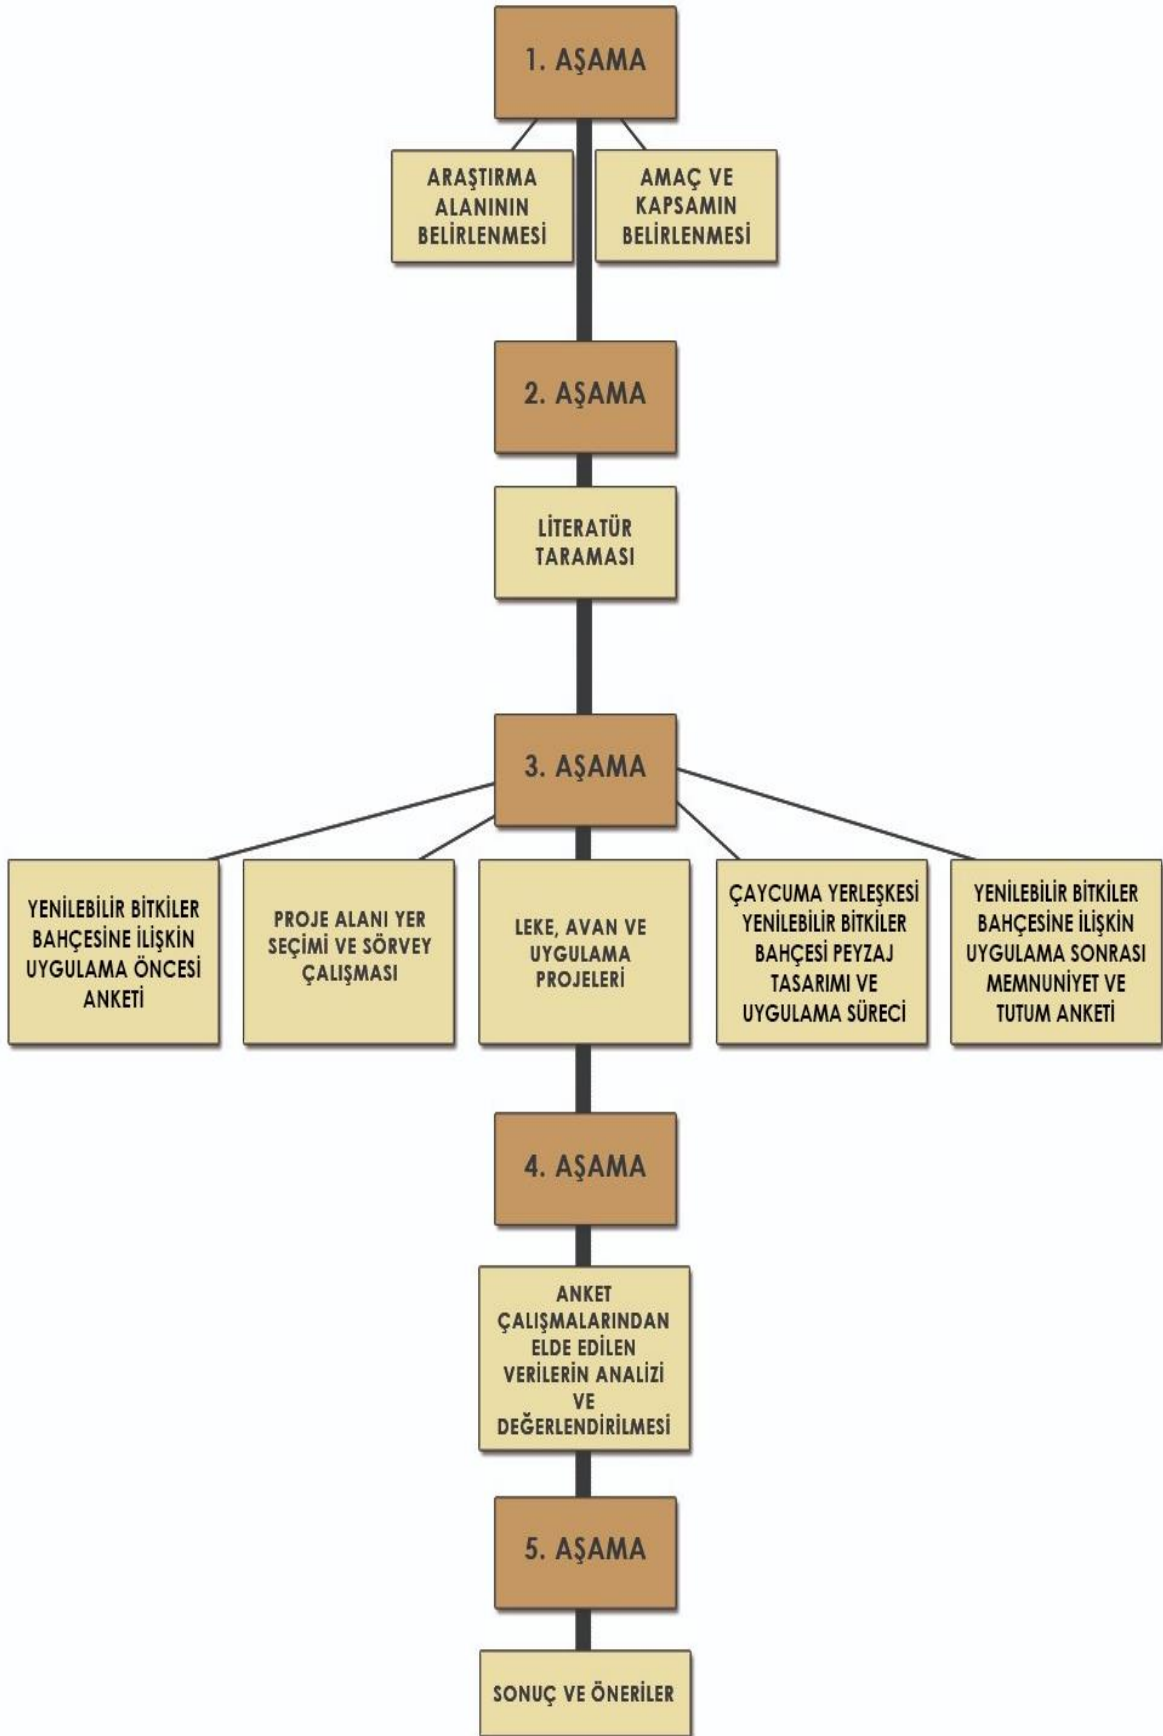 1. AŞAMA
ARAŞTIRMA
ALANININ
BELİRLENMESİ
AMAÇ VE
KAPSAMIN
BELİRLENMESİ
2. AŞAMA
LİTERATÜR
TARAMASI
3. AŞAMA
YENİLEBİLİR BİTKİLER
BAHÇESİNE İLİŞKİN
UYGULAMA ÖNCESİ
ANKETİ
PROJE ALANI YER
SEÇİMİ VE SÖRVEY
ÇALIŞMASI
LEKE, AVAN VE
UYGULAMA
PROJELERİ
ÇAYCUMA YERLEŞKESİ
YENİLEBİLİR BİTKİLER
BAHÇESİ PEYZAJ
TASARIMI VE
UYGULAMA SÜRECİ
YENİLEBİLİR BİTKİLER
BAHÇESİNE İLİŞKİN
UYGULAMA SONRASI
MEMNUNİYET VE
TUTUM ANKETİ
4. AŞAMA
ANKET
ÇALIŞMALARINDAN
ELDE EDİLEN
VERİLERİN ANALİZİ
VE
DEĞERLENDİRİLMESİ
5. AŞAMA
SONUÇ VE ÖNERİLER